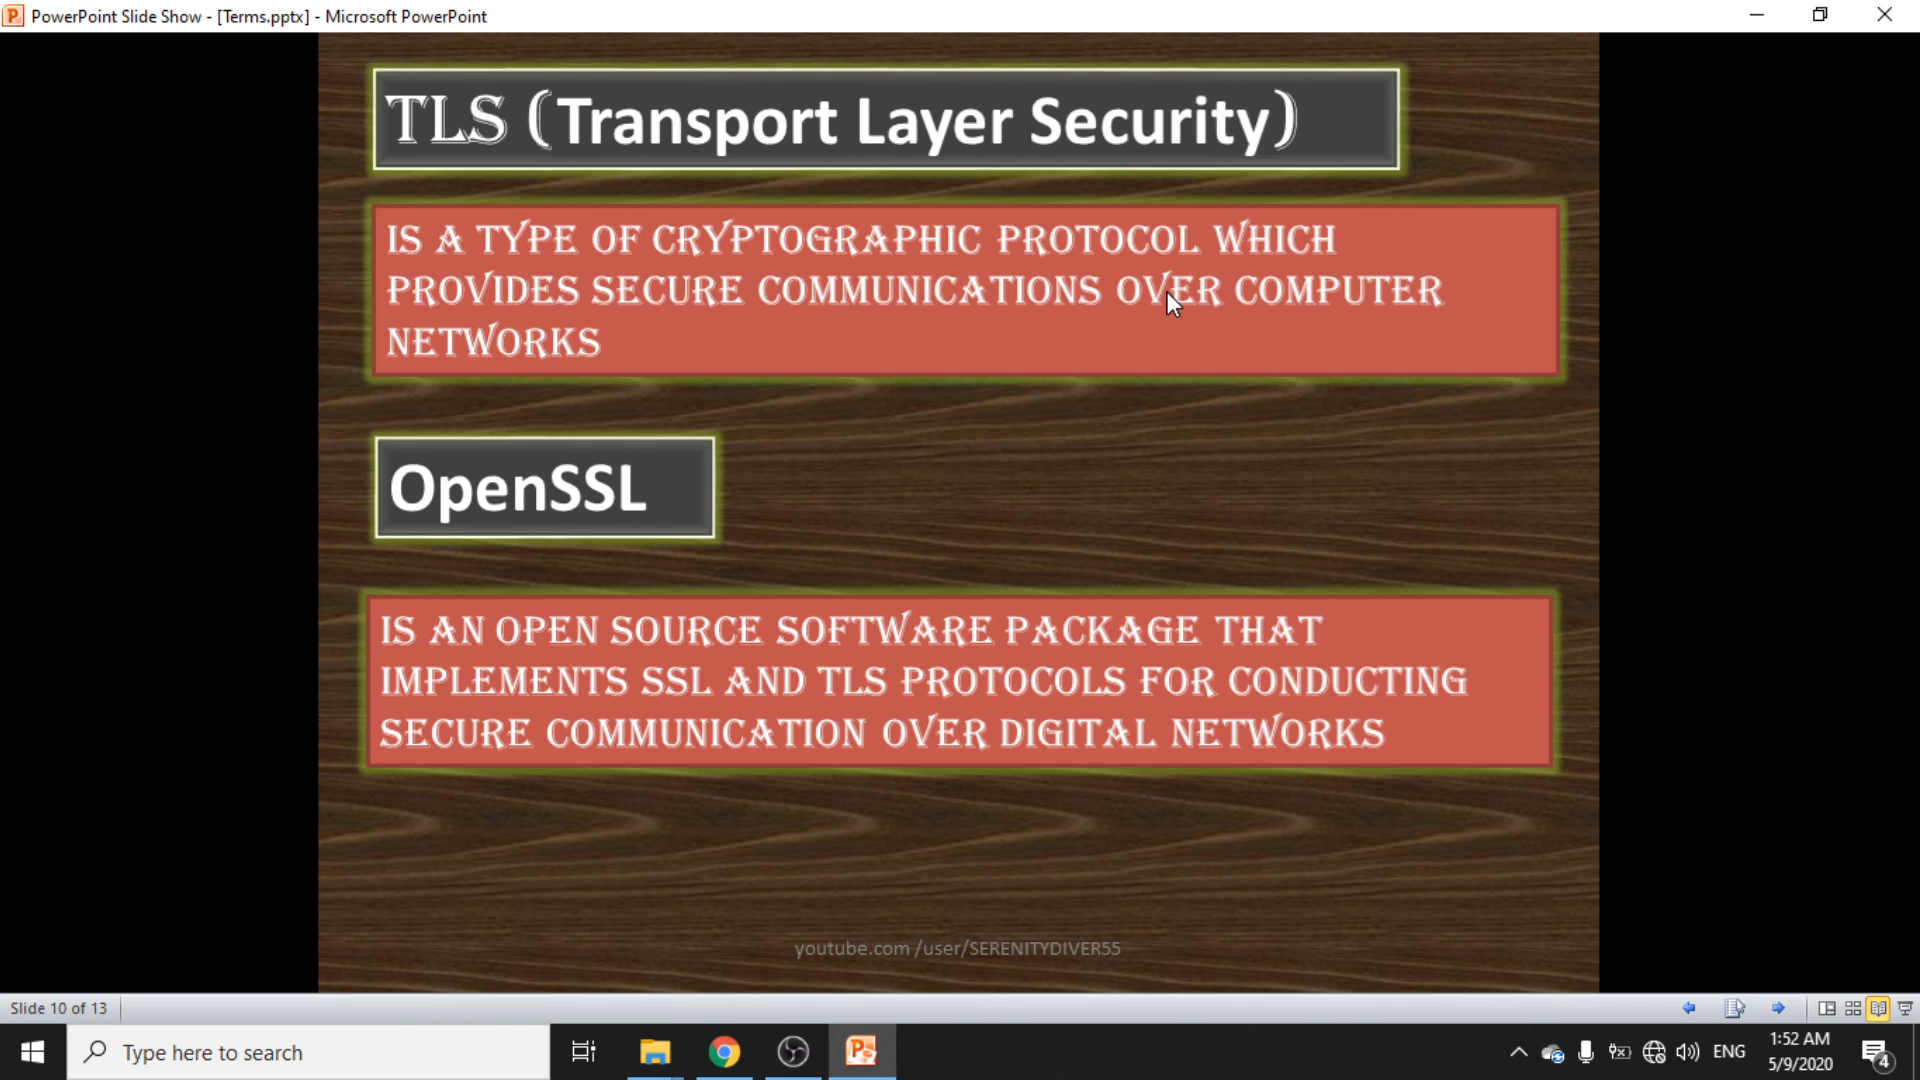 PowerPoint Slide Show - [Terms.pptx] - Microsoft PowerPoint
TLS (Transport Layer Security)
IS A TYPE OF CRYPTOGRAPHIC PROTOCOL WHICH
PROVIDES SECURE COMMUNICATIONS OVER COMPUTER
NETWORKS
OpenSSL
IS AN OPEN SOURCE SOFTWARE PACKAGE THAT
IMPLEMENTS SSL AND TLS PROTOCOLS FOR CONDUCTING
SECURE COMMUNICATION OVER DIGITAL NETWORKS
youtube.com /user/SERENITYDIVER55
Slide 10 of 13
Type here to search
ENG
1:52 AM
5/9/2020
4